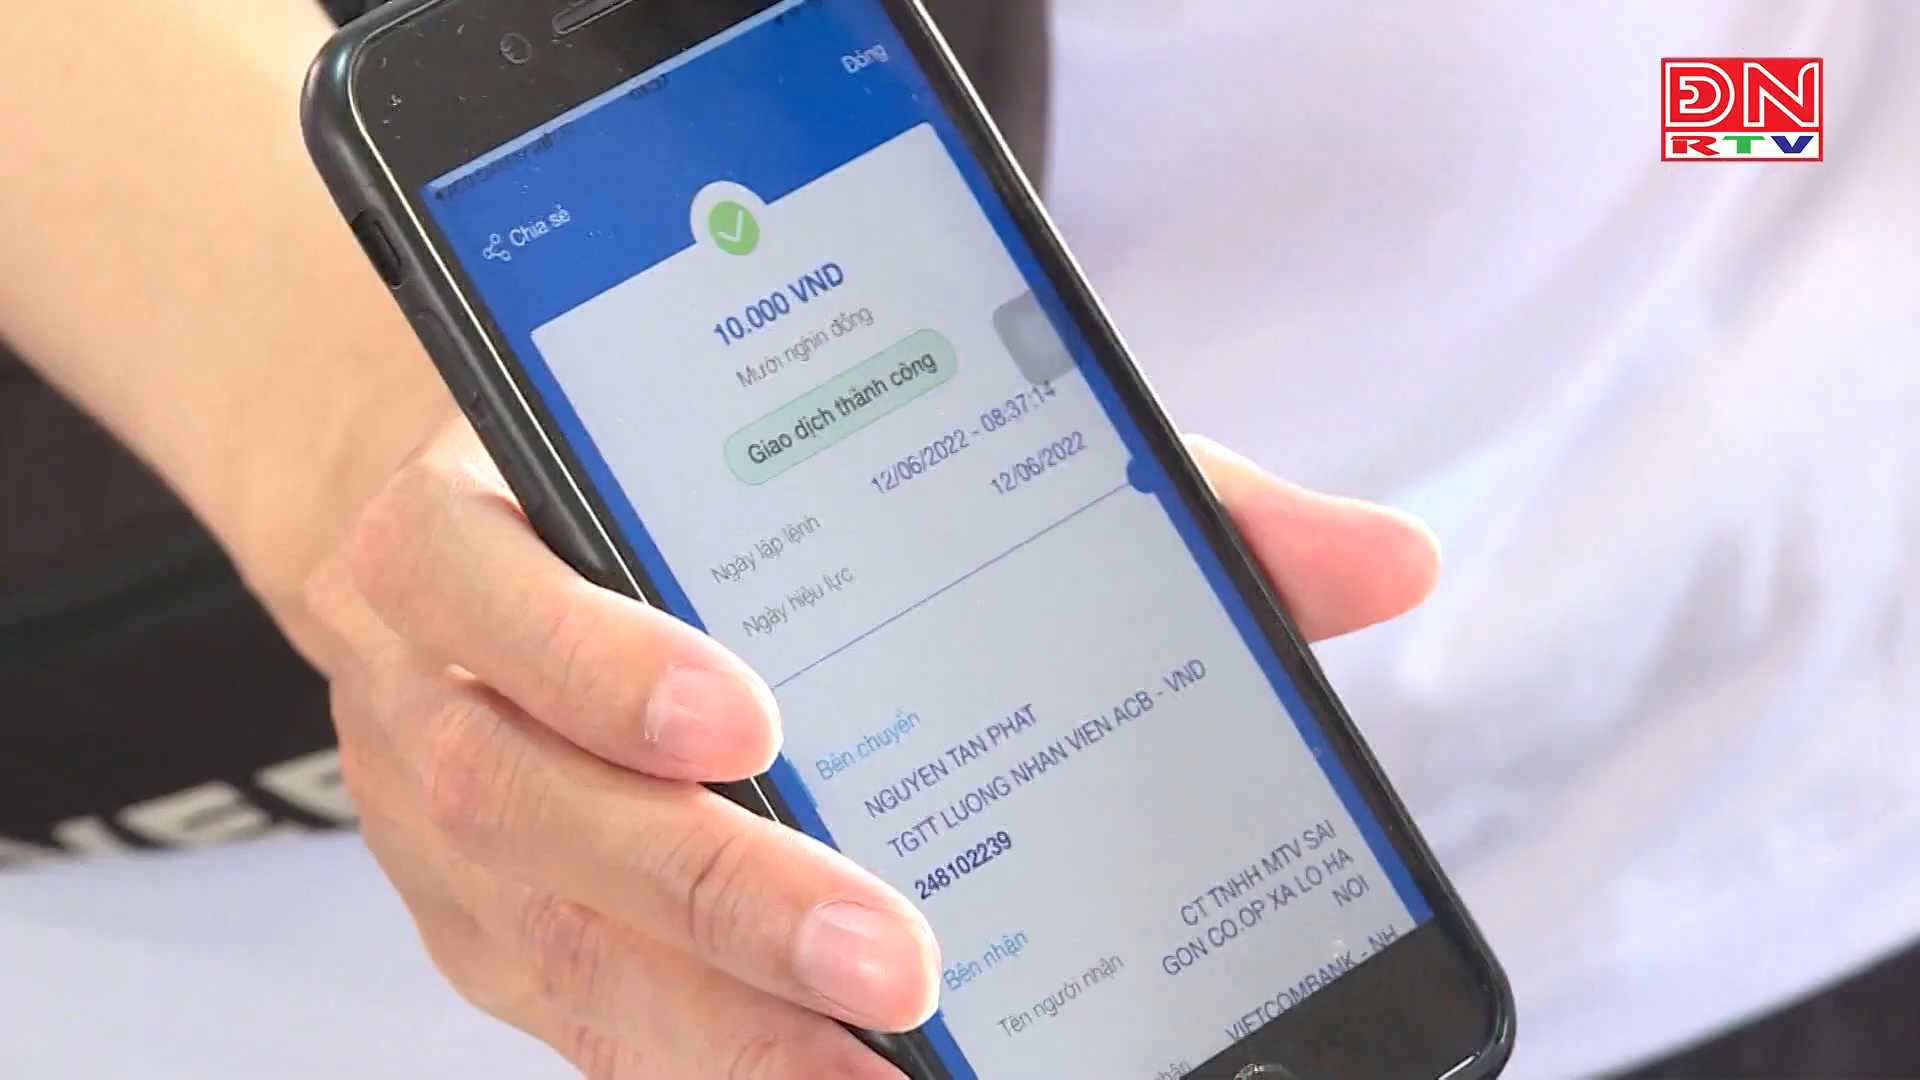 ĐN
RTV
Đóng
Chia sẻ
10.000 VND
Mười nghìn đồng
Giao dịch thành công
Ngày lập lệnh 12/06/2022 - 08:37:14
Ngày hiệu lực 12/06/2022
Bên chuyển
NGUYEN TAN PHAT
TGTT LUONG NHAN VIEN ACB - VND
248102239
Bên nhận
Tên người nhận CT TNHH MTV SAI
GON CO.OP XA LO HA
NOI
VIETCOMBANK - NH